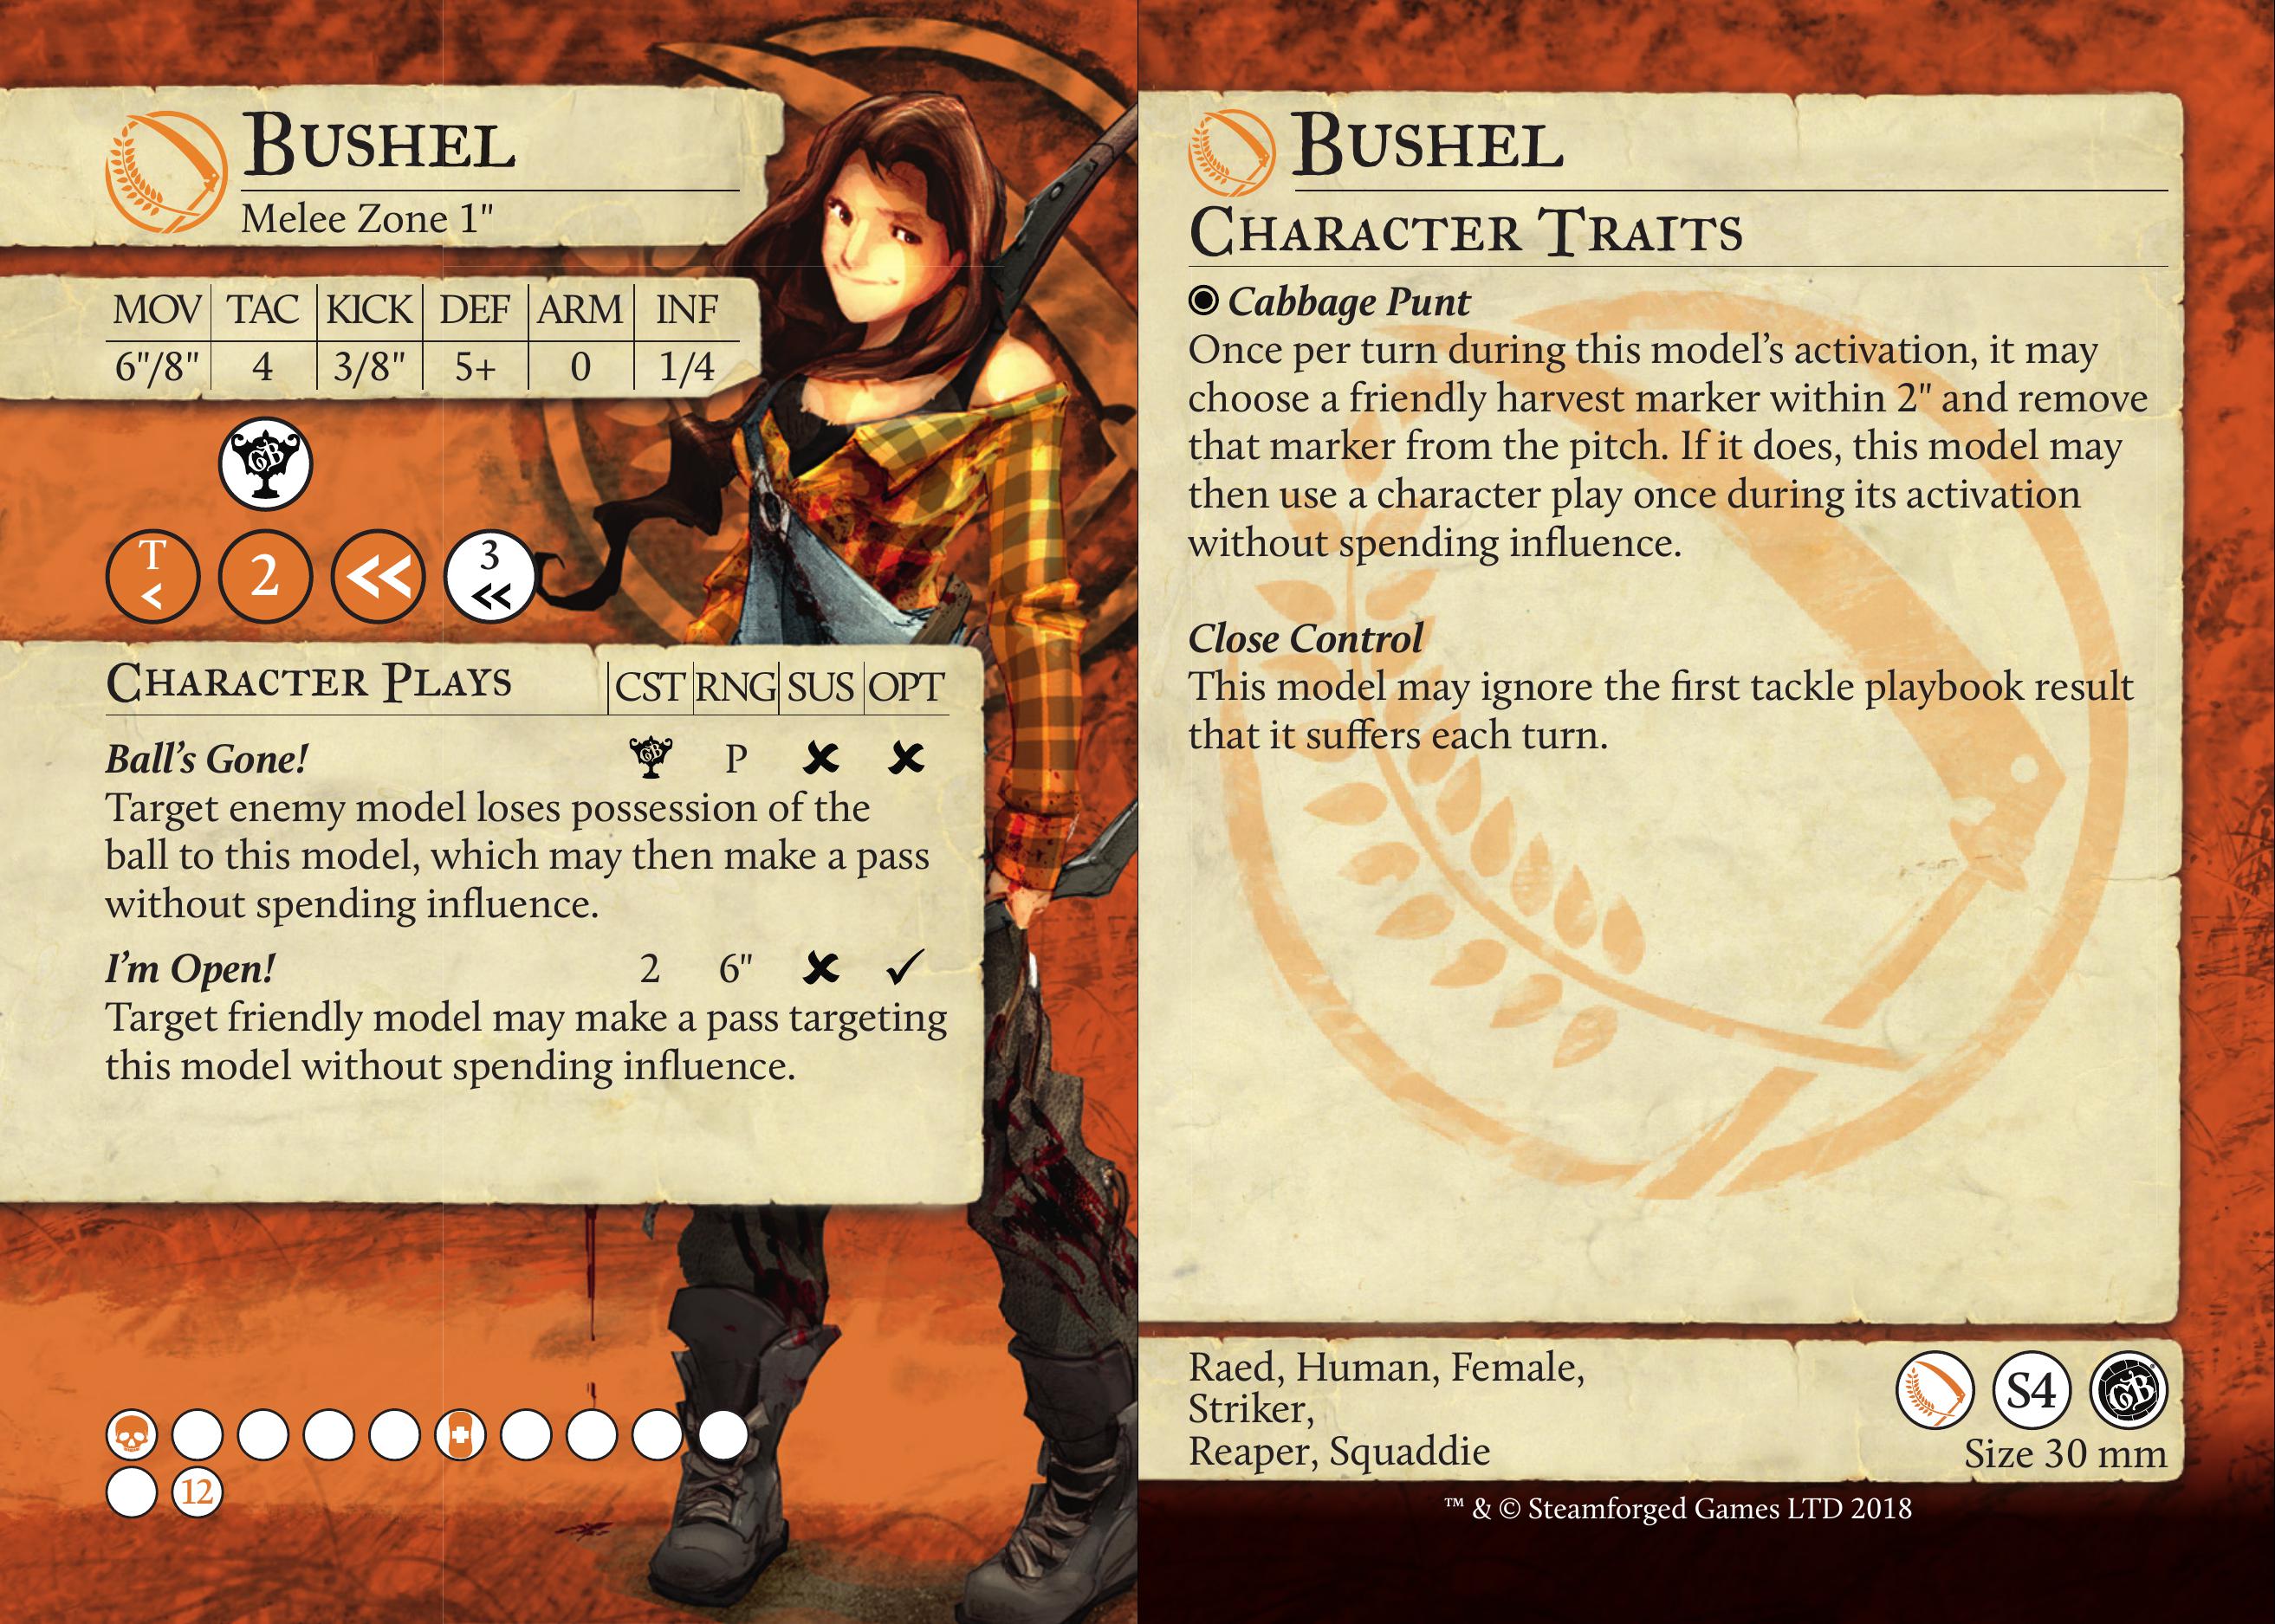 BUSHEL
Melee Zone 1"
MOV TAC KICK DEF ARM INF
6"/8" 4 3/8" 5+ 0 1/4
GB
T
<
2
<<
3
<<
CHARACTER PLAYS CST RNG SUS OPT
Ball's Gone! GB P ✘ ✘
Target enemy model loses possession of the
ball to this model, which may then make a pass
without spending influence.
I'm Open! 2 6" ✘ ✓
Target friendly model may make a pass targeting
this model without spending influence.
12
BUSHEL
CHARACTER TRAITS
Cabbage Punt
Once per turn during this model's activation, it may
choose a friendly harvest marker within 2" and remove
that marker from the pitch. If it does, this model may
then use a character play once during its activation
without spending influence.
Close Control
This model may ignore the first tackle playbook result
that it suffers each turn.
Raed, Human, Female,
Striker,
Reaper, Squaddie
S4
GB
Size 30 mm
™ & © Steamforged Games LTD 2018